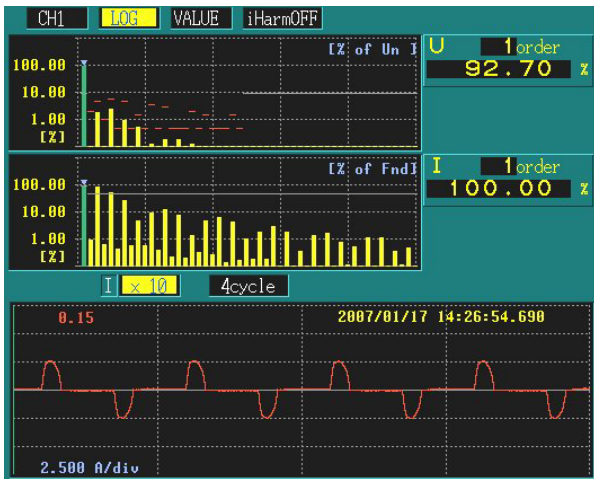 CH1 LOG VALUE iHarmOFF
[% of Un ]
100.00
10.00
1.00
[%]
U 1 order
92.70 %
[% of Fnd]
100.00
10.00
1.00
[%]
I 1 order
100.00 %
I x 10 4cycle
0.15 2007/01/17 14:26:54.690
2.500 A/div